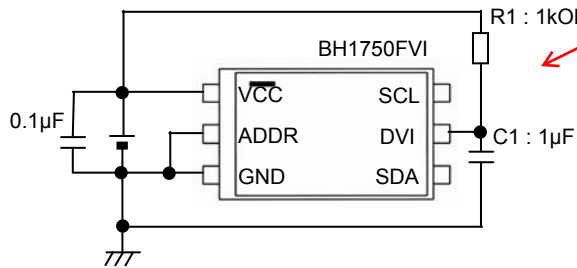 R1 : 1kO
BH1750FVI
VCC
SCL
0.1µF
ADDR
DVI
C1 : 1µF
GND
SDA